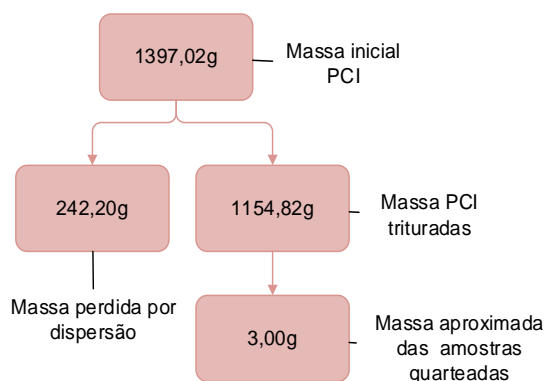 1397,02g
Massa inicial
PCI
242,20g
1154,82g
Massa PCI
trituradas
Massa perdida por
dispersão
3,00g
Massa aproximada
das amostras
quarteadas